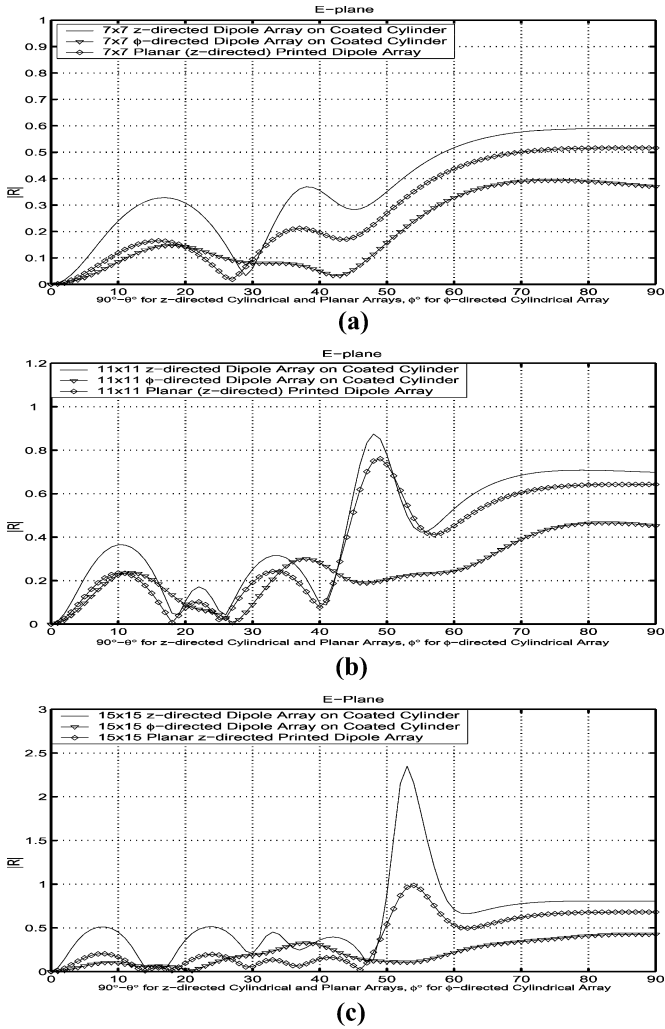 E-plane
1
0.9
0.8
0.7
0.6
0.5
0.4
0.3
0.2
0.1
0
|R|
7x7 z-directed Dipole Array on Coated Cylinder
7x7 ϕ-directed Dipole Array on Coated Cylinder
7x7 Planar (z-directed) Printed Dipole Array
0 10 20 30 40 50 60 70 80 90
90°-θ° for z-directed Cylindrical and Planar Arrays, ϕ° for ϕ-directed Cylindrical Array
(a)
E-plane
1.2
1
0.8
0.6
0.4
0.2
0
|R|
11x11 z-directed Dipole Array on Coated Cylinder
11x11 ϕ-directed Dipole Array on Coated Cylinder
11x11 Planar (z-directed) Printed Dipole Array
0 10 20 30 40 50 60 70 80 90
90°-θ° for z-directed Cylindrical and Planar Arrays, ϕ° for ϕ-directed Cylindrical Array
(b)
E-Plane
3
2.5
2
1.5
1
0.5
0
|R|
15x15 z-directed Dipole Array on Coated Cylinder
15x15 ϕ-directed Dipole Array on Coated Cylinder
15x15 Planar z-directed Printed Dipole Array
0 10 20 30 40 50 60 70 80 90
90°-θ° for z-directed Cylindrical and Planar Arrays, ϕ° for ϕ-directed Cylindrical Array
(c)